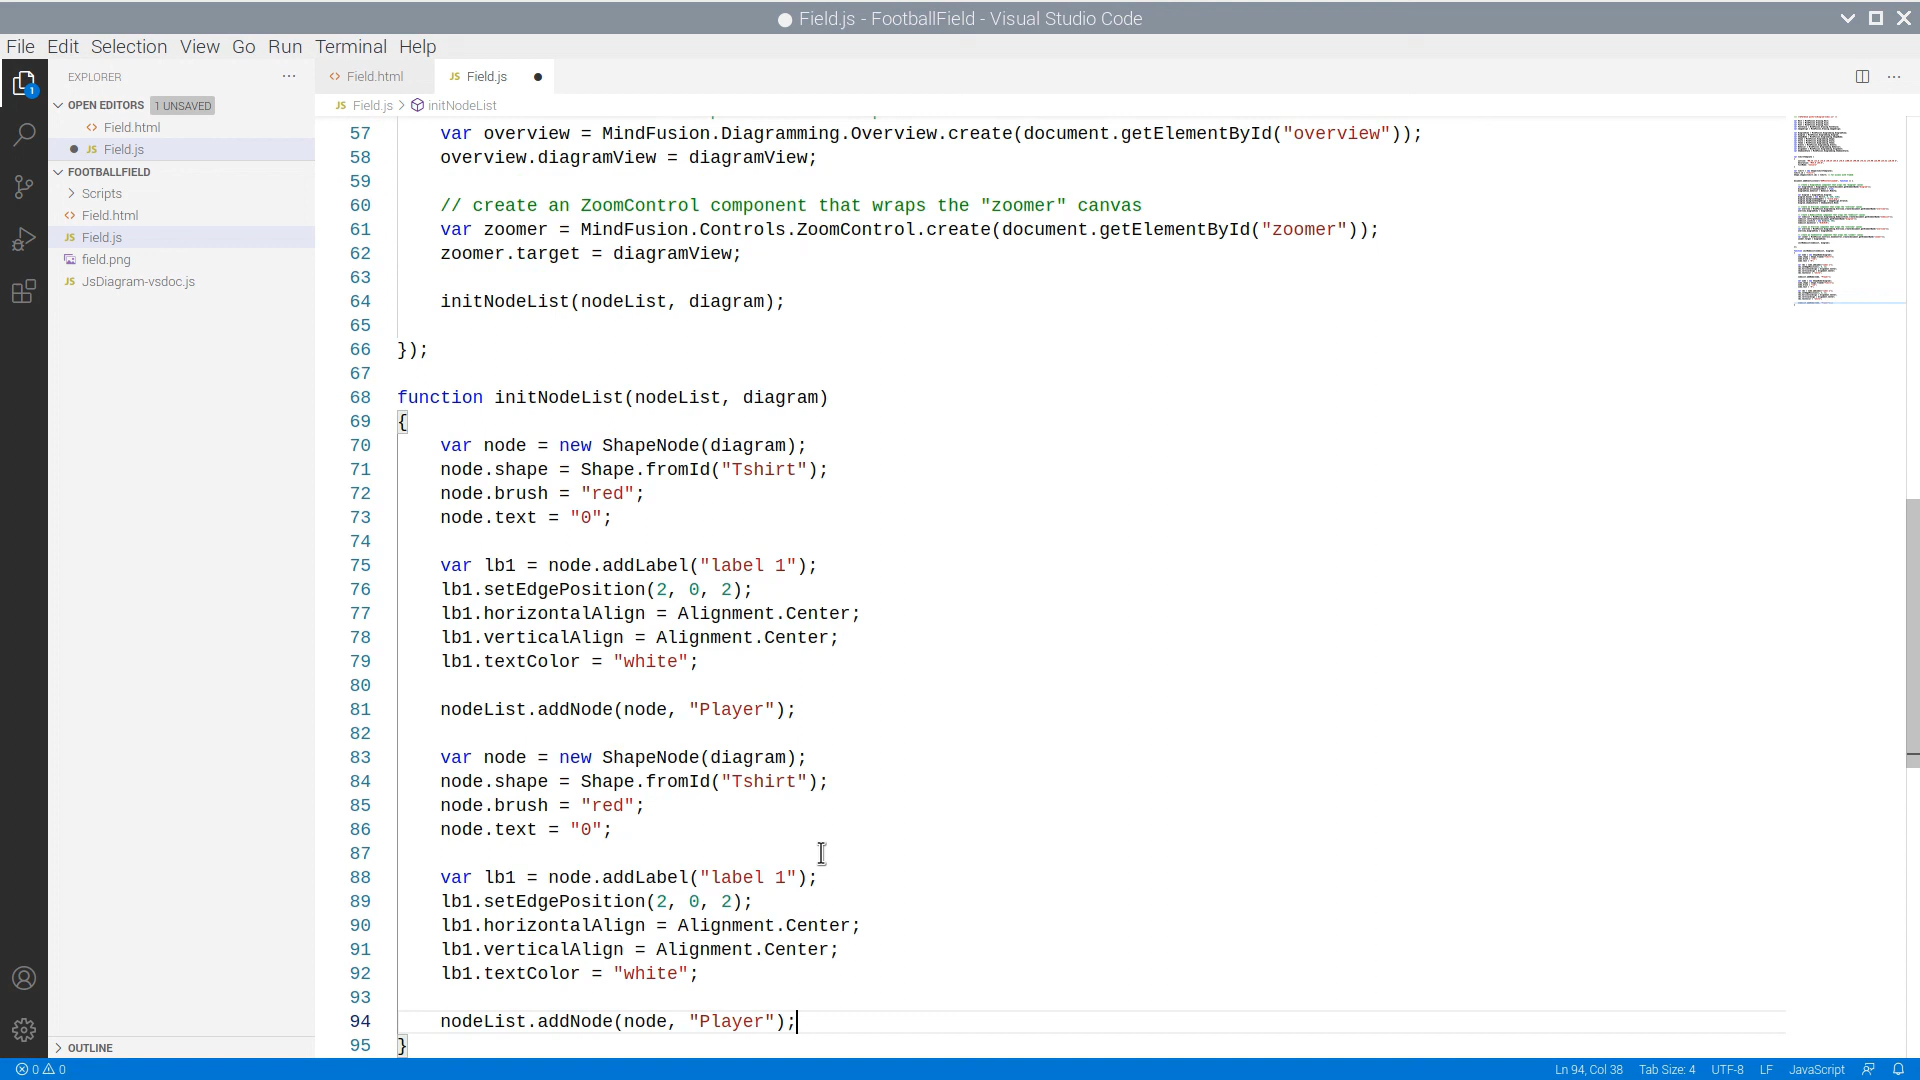 Field.js - FootballField - Visual Studio Code
File Edit Selection View Go Run Terminal Help
EXPLORER
OPEN EDITORS 1 UNSAVED
Field.html
JS Field.js
FOOTBALLFIELD
Scripts
Field.html
JS Field.js
field.png
JS JsDiagram-vsdoc.js
OUTLINE
1
Field.html
JS Field.js
JS Field.js > initNodeList
57 var overview = MindFusion.Diagramming.Overview.create(document.getElementById("overview"));
58 overview.diagramView = diagramView;
59
60 // create an ZoomControl component that wraps the "zoomer" canvas
61 var zoomer = MindFusion.Controls.ZoomControl.create(document.getElementById("zoomer"));
62 zoomer.target = diagramView;
63
64 initNodeList(nodeList, diagram);
65
66 });
67
68 function initNodeList(nodeList, diagram)
69 {
70 var node = new ShapeNode(diagram);
71 node.shape = Shape.fromId("Tshirt");
72 node.brush = "red";
73 node.text = "0";
74
75 var lb1 = node.addLabel("label 1");
76 lb1.setEdgePosition(2, 0, 2);
77 lb1.horizontalAlign = Alignment.Center;
78 lb1.verticalAlign = Alignment.Center;
79 lb1.textColor = "white";
80
81 nodeList.addNode(node, "Player");
82
83 var node = new ShapeNode(diagram);
84 node.shape = Shape.fromId("Tshirt");
85 node.brush = "red";
86 node.text = "0";
87
88 var lb1 = node.addLabel("label 1");
89 lb1.setEdgePosition(2, 0, 2);
90 lb1.horizontalAlign = Alignment.Center;
91 lb1.verticalAlign = Alignment.Center;
92 lb1.textColor = "white";
93
94 nodeList.addNode(node, "Player");
95 }
0 0 Ln 94, Col 38 Tab Size: 4 UTF-8 LF JavaScript